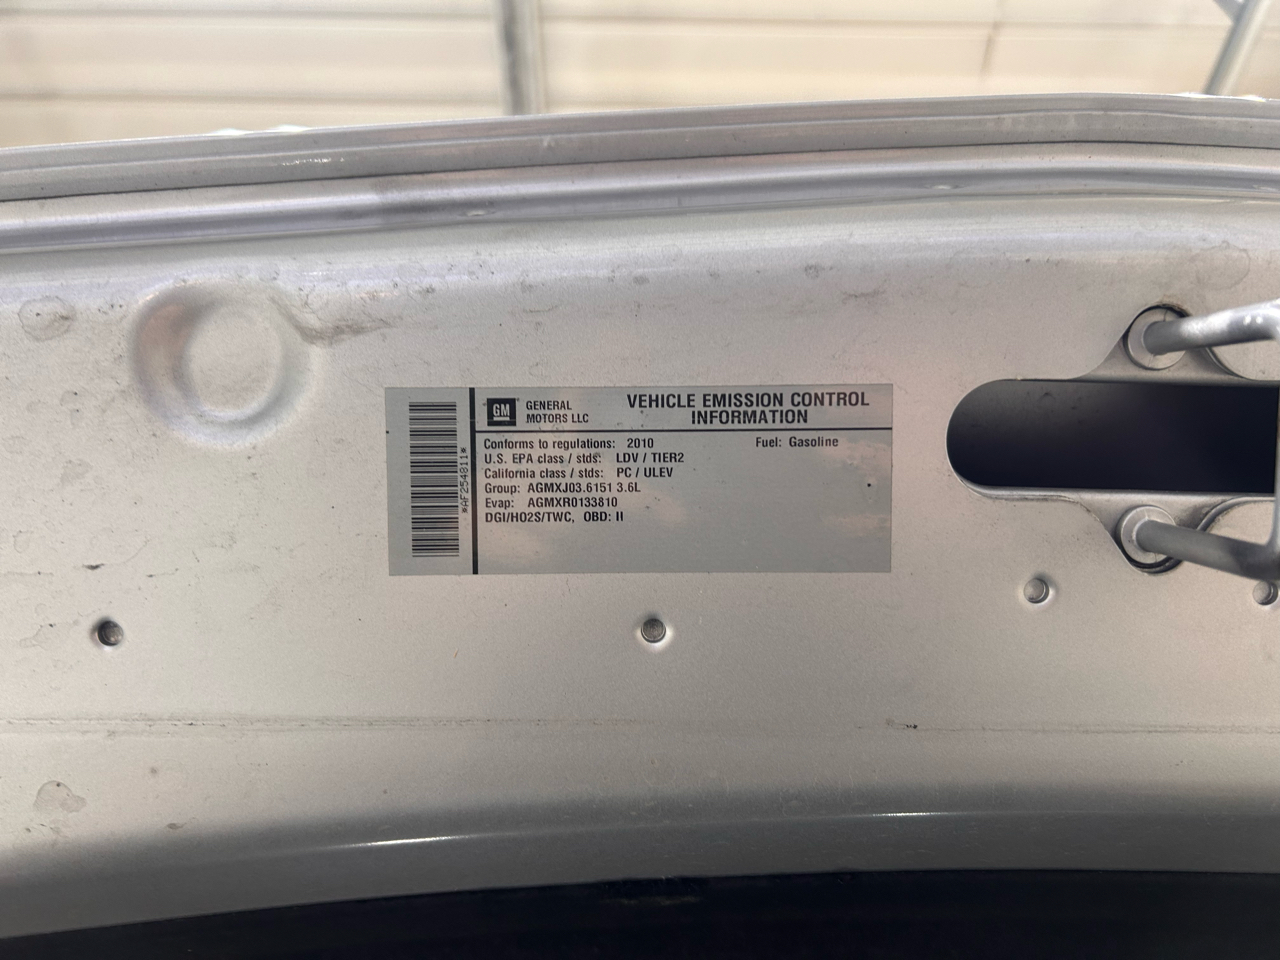 *AF254811*
GM
GENERAL
MOTORS LLC
VEHICLE EMISSION CONTROL
INFORMATION
Conforms to regulations: 2010 Fuel: Gasoline
U.S. EPA class / stds: LDV / TIER2
California class / stds: PC / ULEV
Group: AGMXJ03.6151 3.6L
Evap: AGMXR0133810
DGI/HO2S/TWC, OBD: II